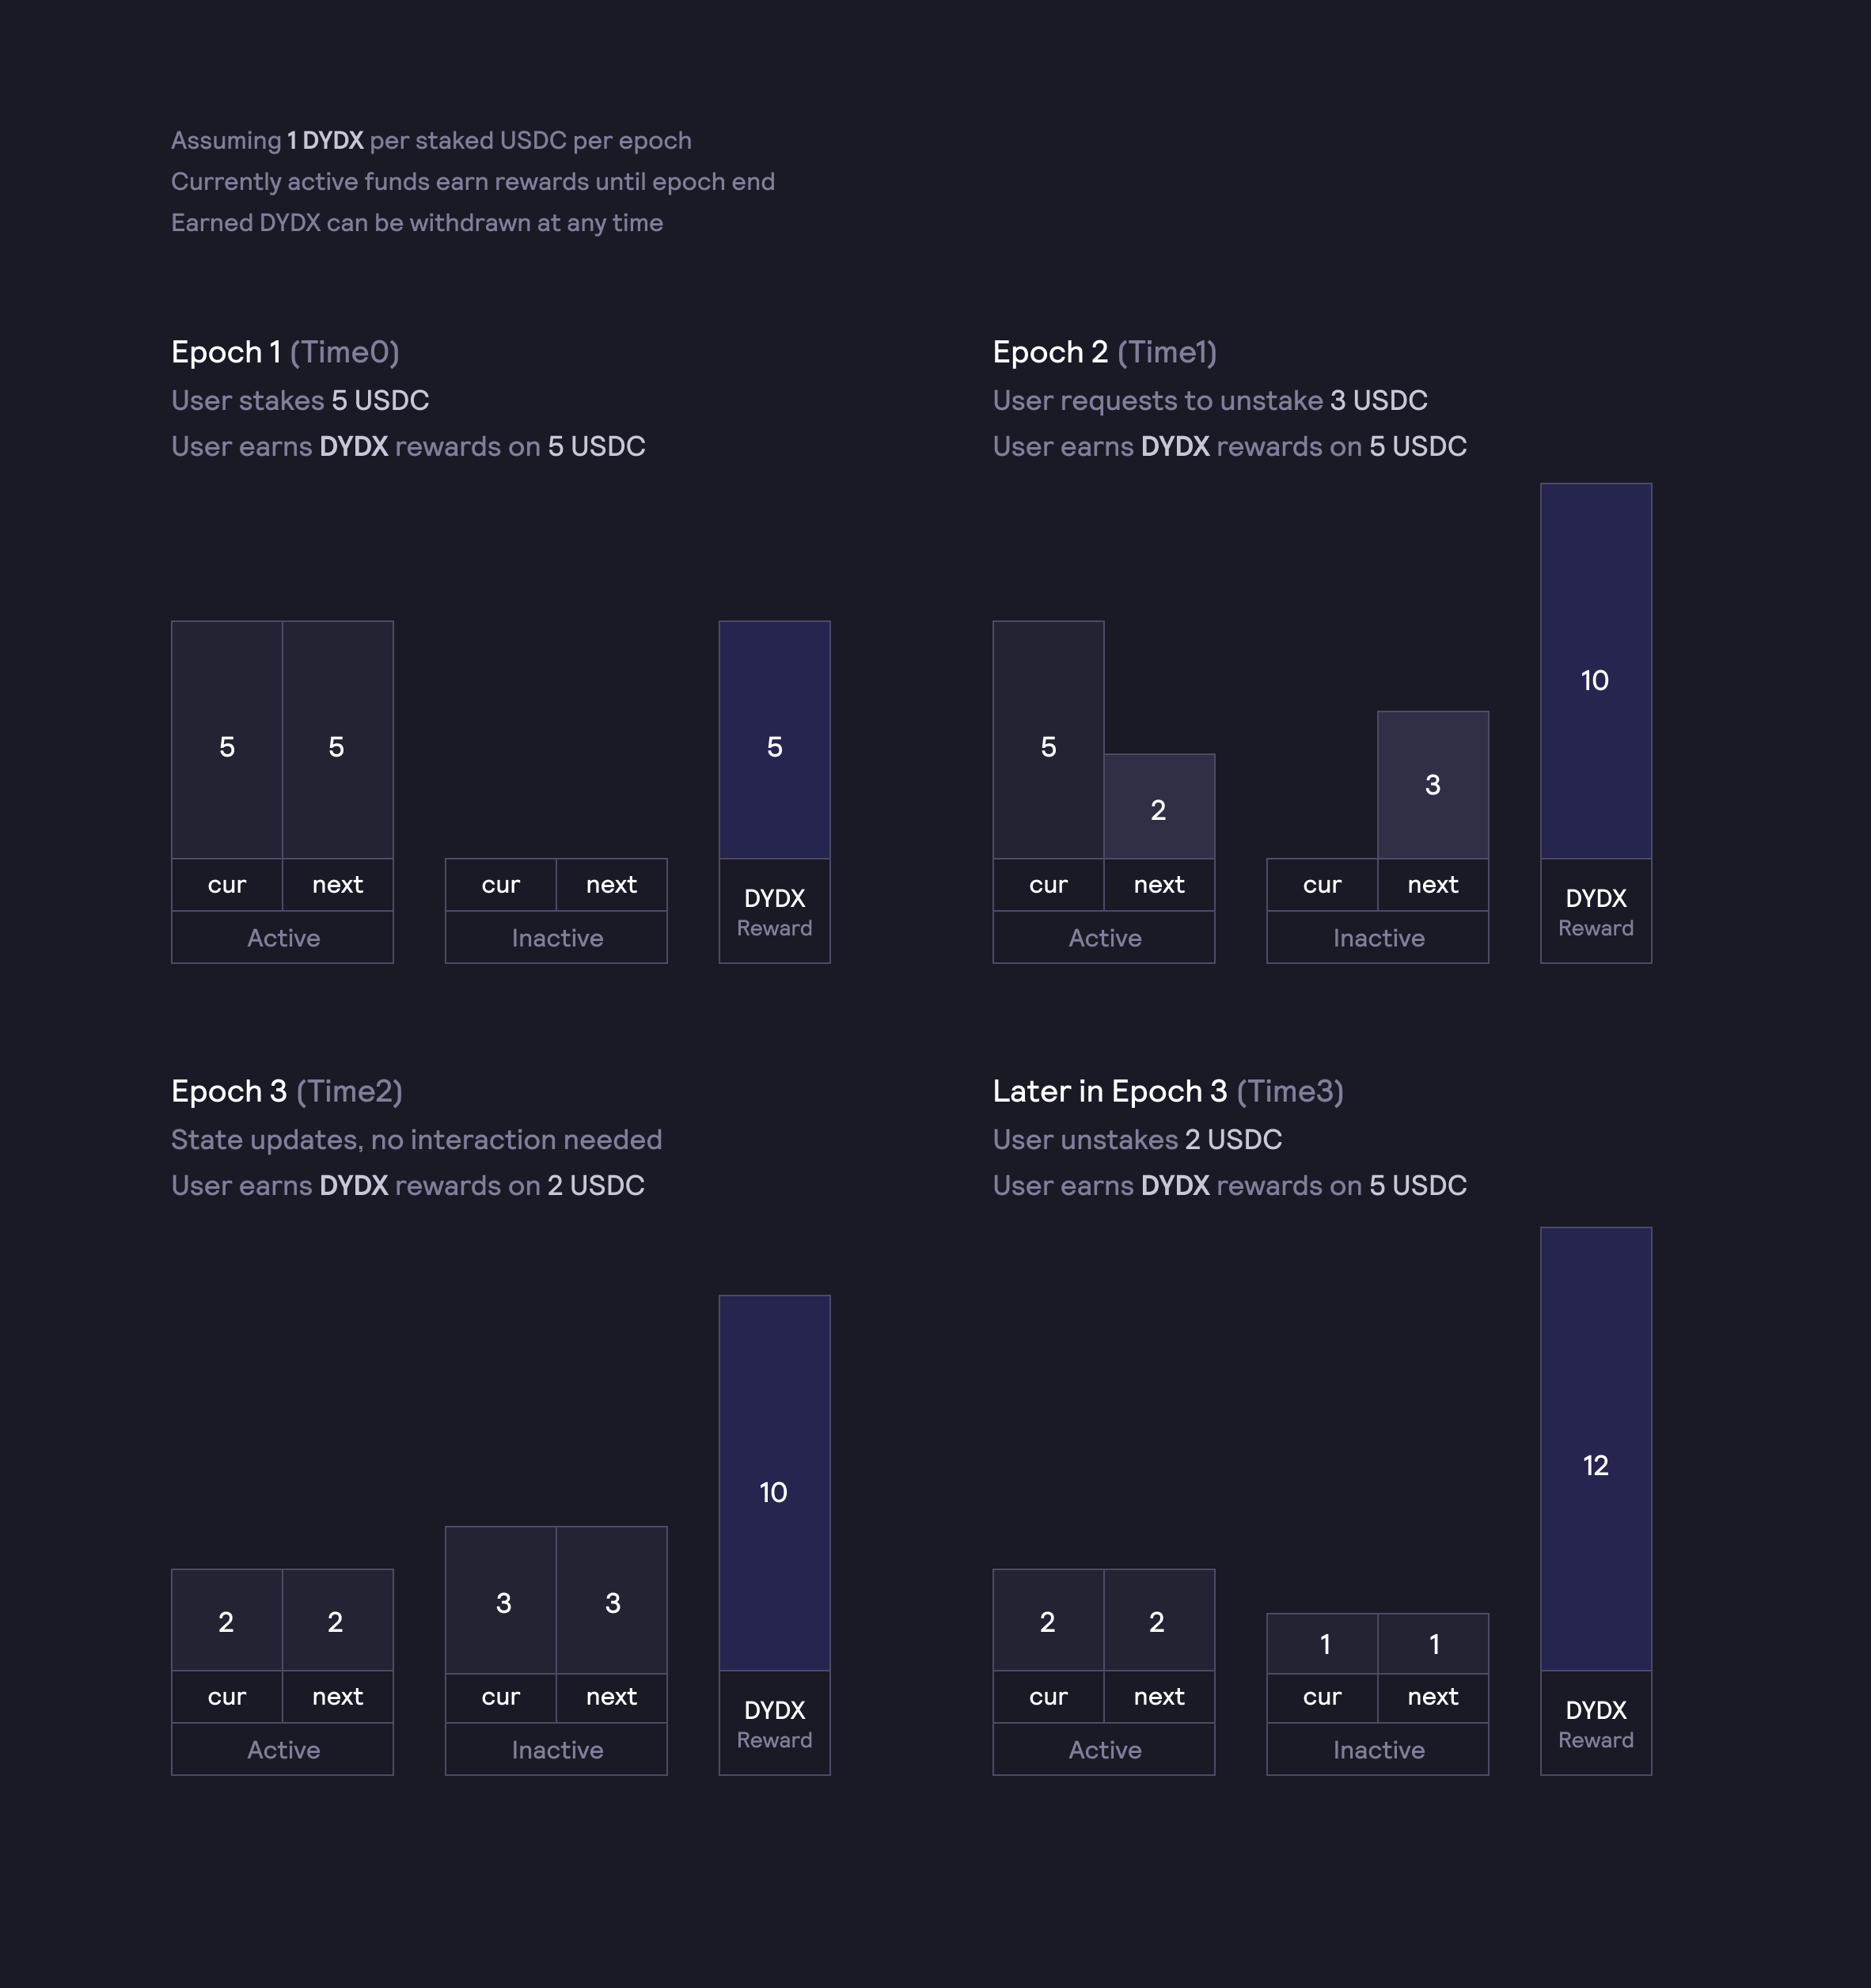 Assuming 1 DYDX per staked USDC per epoch
Currently active funds earn rewards until epoch end
Earned DYDX can be withdrawn at any time
Epoch 1 (Time0)
User stakes 5 USDC
User earns DYDX rewards on 5 USDC
5 5 5
cur next cur next DYDX
Reward
Active Inactive
Epoch 2 (Time1)
User requests to unstake 3 USDC
User earns DYDX rewards on 5 USDC
10
5 2 3
cur next cur next DYDX
Reward
Active Inactive
Epoch 3 (Time2)
State updates, no interaction needed
User earns DYDX rewards on 2 USDC
10
2 2 3 3
cur next cur next DYDX
Reward
Active Inactive
Later in Epoch 3 (Time3)
User unstakes 2 USDC
User earns DYDX rewards on 5 USDC
12
2 2 1 1
cur next cur next DYDX
Reward
Active Inactive